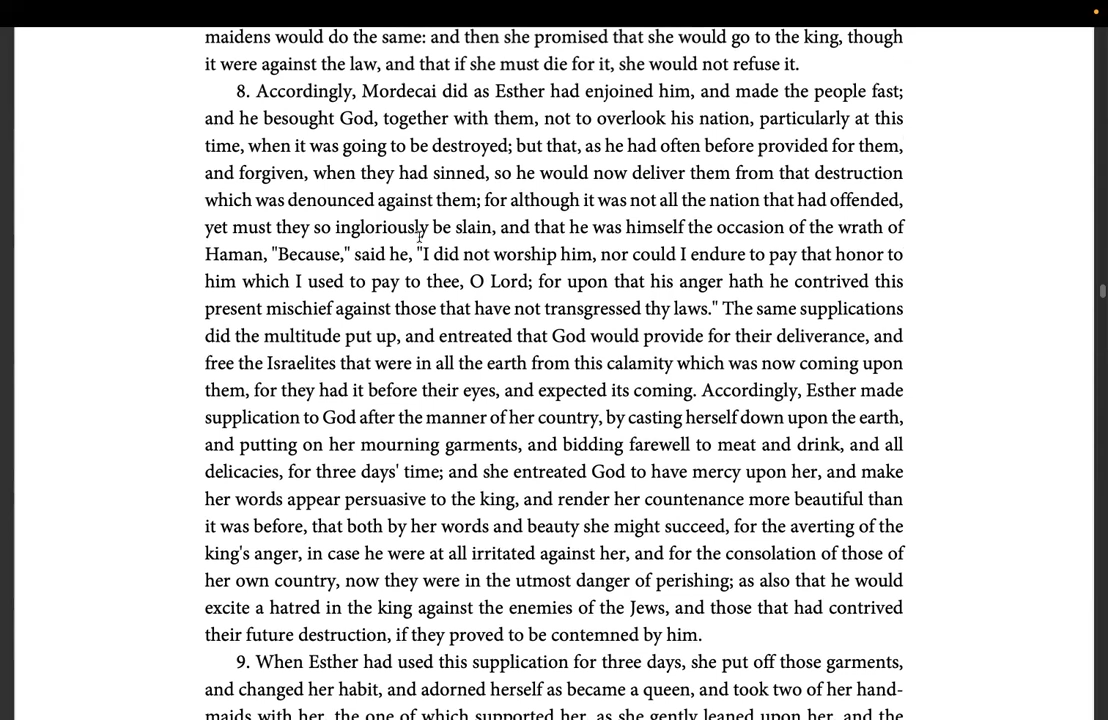 maidens would do the same: and then she promised that she would go to the king, though
it were against the law, and that if she must die for it, she would not refuse it.
8. Accordingly, Mordecai did as Esther had enjoined him, and made the people fast;
and he besought God, together with them, not to overlook his nation, particularly at this
time, when it was going to be destroyed; but that, as he had often before provided for them,
and forgiven, when they had sinned, so he would now deliver them from that destruction
which was denounced against them; for although it was not all the nation that had offended,
yet must they so ingloriously be slain, and that he was himself the occasion of the wrath of
Haman, "Because," said he, "I did not worship him, nor could I endure to pay that honor to
him which I used to pay to thee, O Lord; for upon that his anger hath he contrived this
present mischief against those that have not transgressed thy laws." The same supplications
did the multitude put up, and entreated that God would provide for their deliverance, and
free the Israelites that were in all the earth from this calamity which was now coming upon
them, for they had it before their eyes, and expected its coming. Accordingly, Esther made
supplication to God after the manner of her country, by casting herself down upon the earth,
and putting on her mourning garments, and bidding farewell to meat and drink, and all
delicacies, for three days' time; and she entreated God to have mercy upon her, and make
her words appear persuasive to the king, and render her countenance more beautiful than
it was before, that both by her words and beauty she might succeed, for the averting of the
king's anger, in case he were at all irritated against her, and for the consolation of those of
her own country, now they were in the utmost danger of perishing; as also that he would
excite a hatred in the king against the enemies of the Jews, and those that had contrived
their future destruction, if they proved to be contemned by him.
9. When Esther had used this supplication for three days, she put off those garments,
and changed her habit, and adorned herself as became a queen, and took two of her hand-
maids with her, the one of which supported her, as she gently leaned upon her, and the